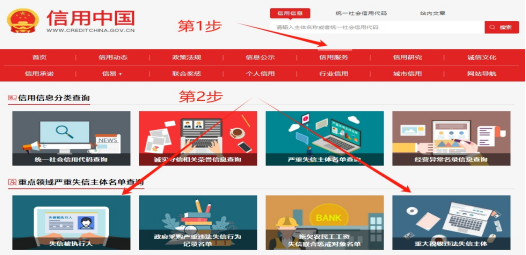 信用中国
WWW.CREDITCHINA.GOV.CN
第1步
信用信息 统一社会信用代码 站内文章
请输入主体名称或者统一社会信用代码 搜索
首页 信用动态 政策法规 信息公示 信用服务 信用研究 诚信文化
信用承诺 信易+ 联合奖惩 个人信用 行业信用 城市信用 网站导航
第2步
信用信息分类查询
NEWS
统一社会信用代码查询 诚实守信相关荣誉信息查询 严重失信主体名单查询 经营异常名录信息查询
重点领域严重失信主体名单查询
BANK
失信被执行人 政府采购严重违法失信行为记录名单 拖欠农民工工资失信联合惩戒对象名单 重大税收违法失信主体